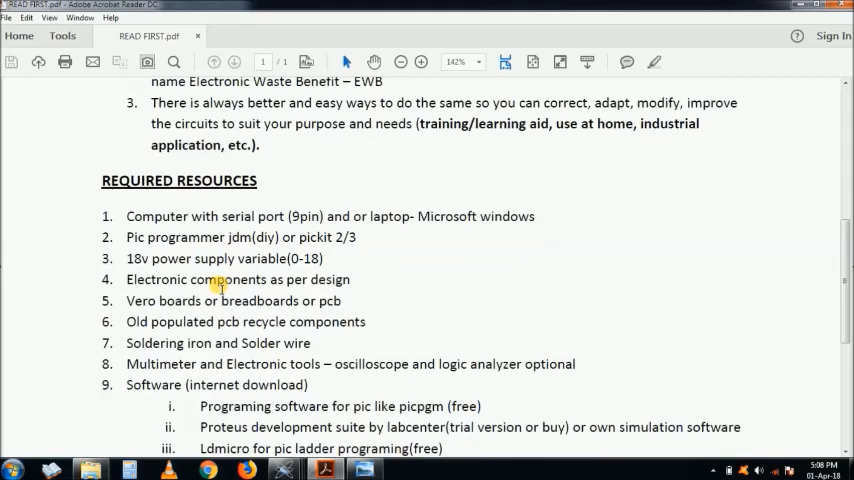 READ FIRST.pdf - Adobe Acrobat Reader DC
File Edit View Window Help
Home Tools READ FIRST.pdf × ? Sign In
1 / 1 142%
name Electronic Waste Benefit – EWB
3. There is always better and easy ways to do the same so you can correct, adapt, modify, improve
the circuits to suit your purpose and needs (training/learning aid, use at home, industrial
application, etc.).
REQUIRED RESOURCES
1. Computer with serial port (9pin) and or laptop- Microsoft windows
2. Pic programmer jdm(diy) or pickit 2/3
3. 18v power supply variable(0-18)
4. Electronic components as per design
5. Vero boards or breadboards or pcb
6. Old populated pcb recycle components
7. Soldering iron and Solder wire
8. Multimeter and Electronic tools – oscilloscope and logic analyzer optional
9. Software (internet download)
i. Programing software for pic like picpgm (free)
ii. Proteus development suite by labcenter(trial version or buy) or own simulation software
iii. Ldmicro for pic ladder programing(free)
5:08 PM
01-Apr-18